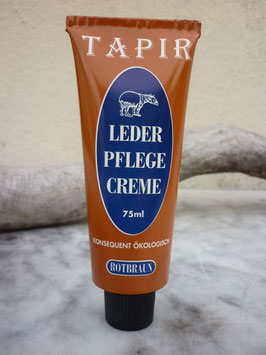 TAPIR
LEDER
PFLEGE
CREME
75ml
KONSEQUENT ÖKOLOGISCH
ROTBRAUN